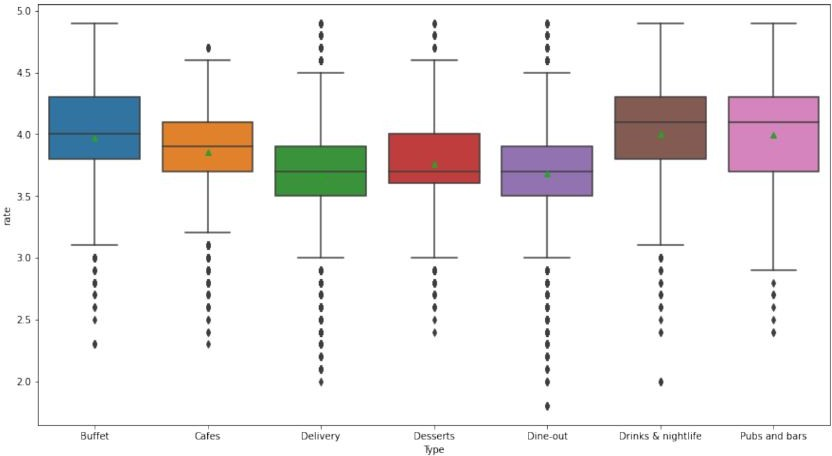 5.0
4.5
4.0
3.5
3.0
2.5
2.0
rate
Buffet Cafes Delivery Desserts Dine-out Drinks & nightlife Pubs and bars
Type